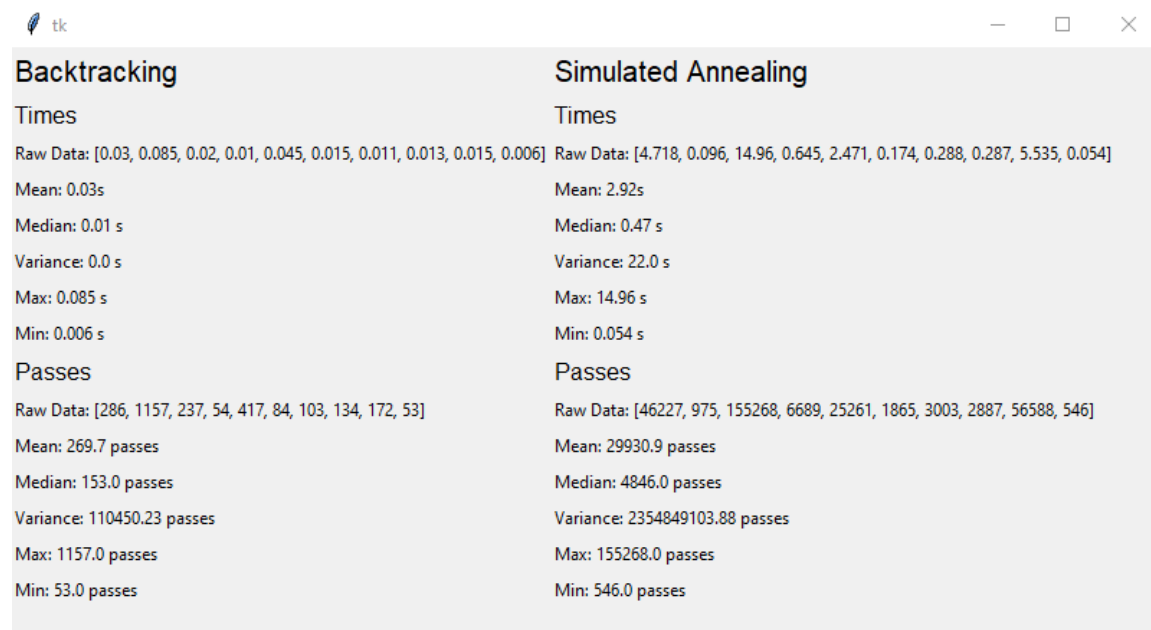 tk
Backtracking
Times
Raw Data: [0.03, 0.085, 0.02, 0.01, 0.045, 0.015, 0.011, 0.013, 0.015, 0.006]
Mean: 0.03s
Median: 0.01 s
Variance: 0.0 s
Max: 0.085 s
Min: 0.006 s
Passes
Raw Data: [286, 1157, 237, 54, 417, 84, 103, 134, 172, 53]
Mean: 269.7 passes
Median: 153.0 passes
Variance: 110450.23 passes
Max: 1157.0 passes
Min: 53.0 passes
Simulated Annealing
Times
Raw Data: [4.718, 0.096, 14.96, 0.645, 2.471, 0.174, 0.288, 0.287, 5.535, 0.054]
Mean: 2.92s
Median: 0.47 s
Variance: 22.0 s
Max: 14.96 s
Min: 0.054 s
Passes
Raw Data: [46227, 975, 155268, 6689, 25261, 1865, 3003, 2887, 56588, 546]
Mean: 29930.9 passes
Median: 4846.0 passes
Variance: 2354849103.88 passes
Max: 155268.0 passes
Min: 546.0 passes